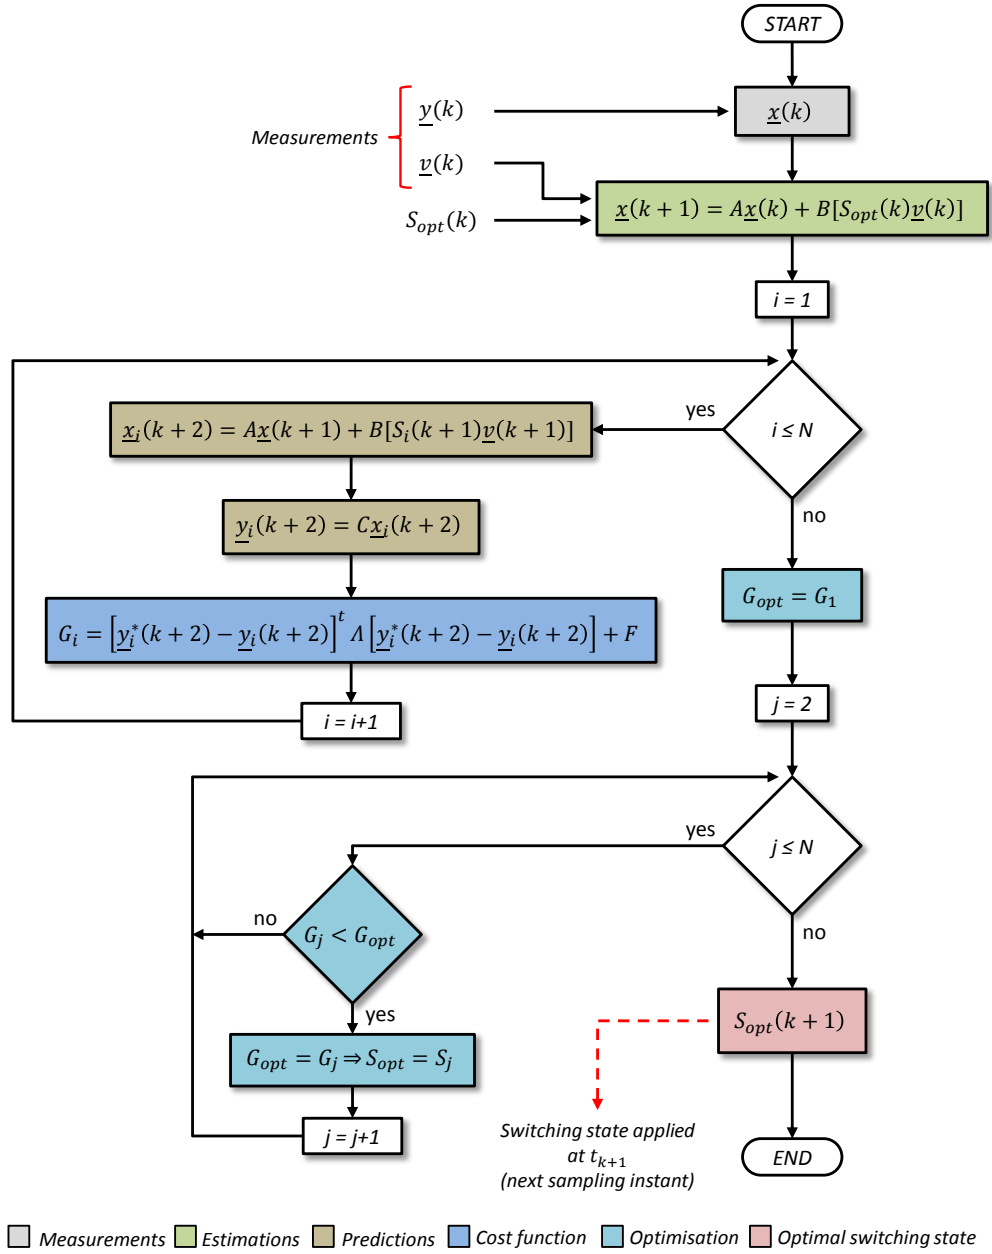 START
y(k)
x(k)
Measurements
v(k)
S_opt(k)
x(k + 1) = Ax(k) + B[S_opt(k)v(k)]
i = 1
yes
x_i(k + 2) = Ax(k + 1) + B[S_i(k + 1)v(k + 1)]
i ≤ N
no
y_i(k + 2) = Cx_i(k + 2)
G_opt = G_1
G_i = [y_i^*(k + 2) − y_i(k + 2)]^t Λ [y_i^*(k + 2) − y_i(k + 2)] + F
i = i+1
j = 2
yes
j ≤ N
no
G_j < G_opt
no
yes
S_opt(k + 1)
G_opt = G_j ⇒ S_opt = S_j
j = j+1
Switching state applied
at t_{k+1}
(next sampling instant)
END
Measurements Estimations Predictions Cost function Optimisation Optimal switching state